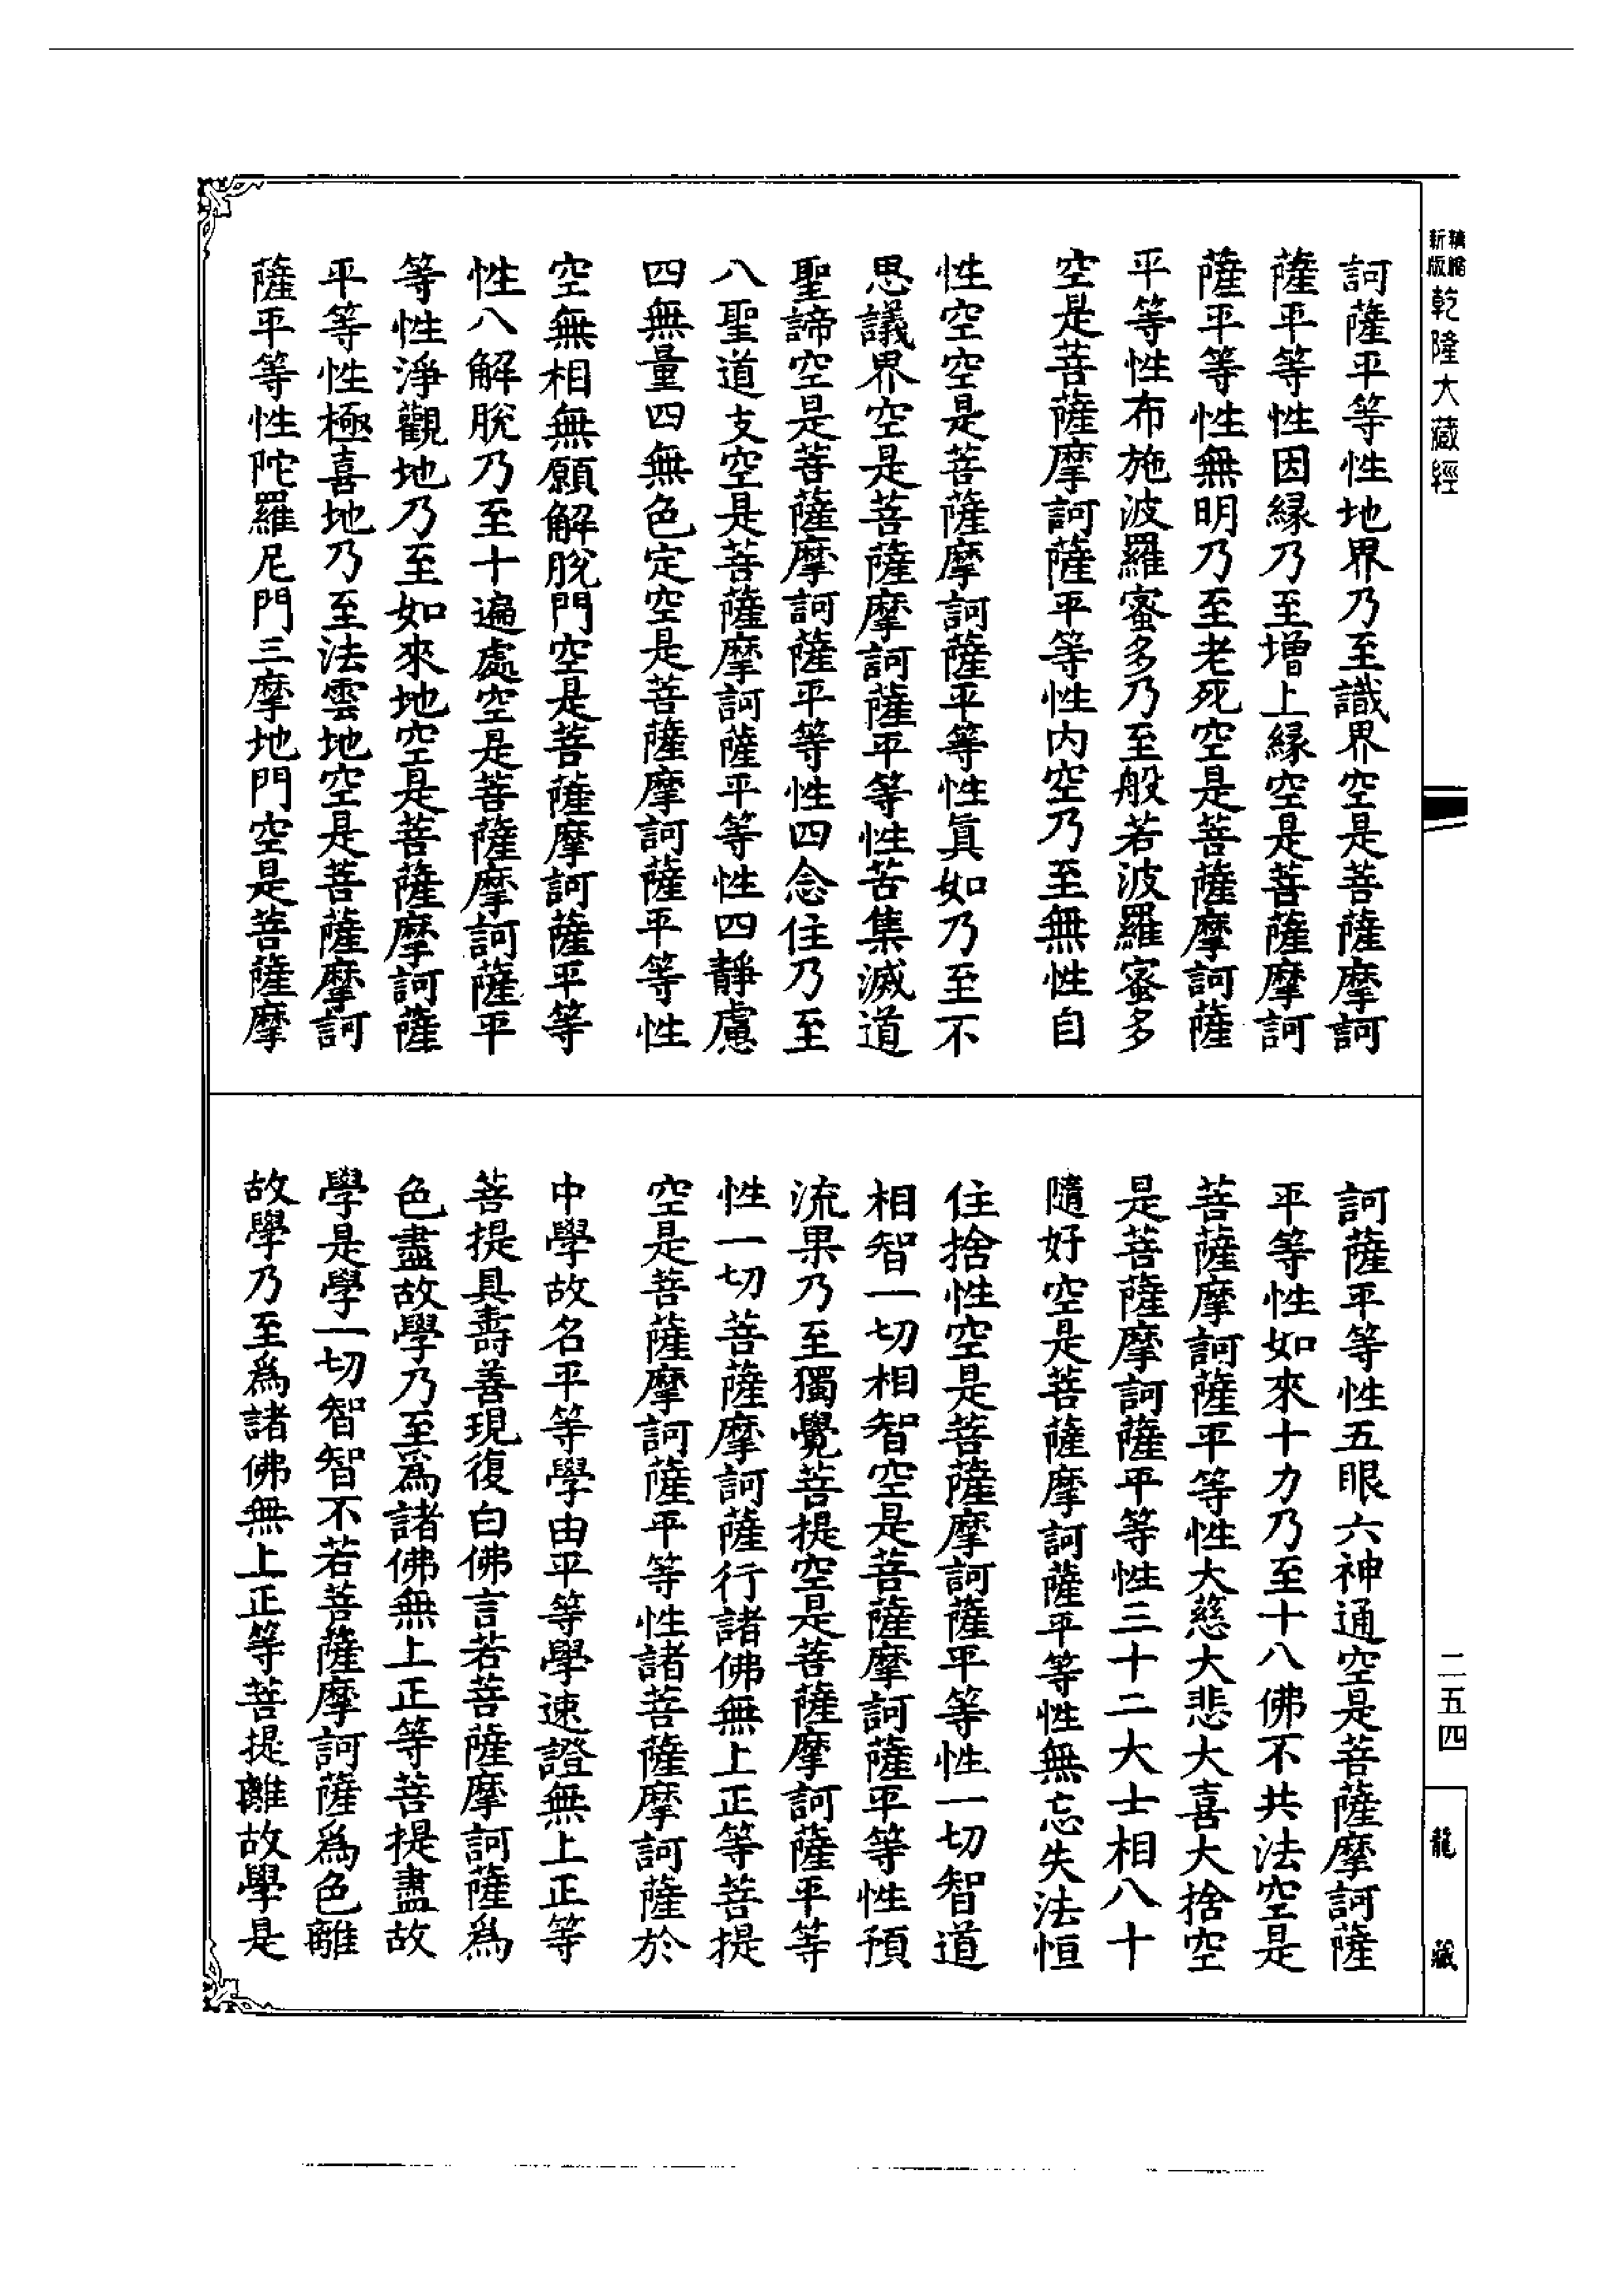 新版精縮乾隆大藏經
訶薩平等性地界乃至識界空是菩薩摩訶
薩平等性因緣乃至增上緣空是菩薩摩訶
薩平等性無明乃至老死空是菩薩摩訶薩
平等性布施波羅蜜多乃至般若波羅蜜多
空是菩薩摩訶薩平等性內空乃至無性自
性空空是菩薩摩訶薩平等性眞如乃至不
思議界空是菩薩摩訶薩平等性苦集滅道
聖諦空是菩薩摩訶薩平等性四念住乃至
八聖道支空是菩薩摩訶薩平等性四靜慮
四無量四無色定空是菩薩摩訶薩平等性
空無相無願解脫門空是菩薩摩訶薩平等
性八解脫乃至十遍處空是菩薩摩訶薩平
等性淨觀地乃至如來地空是菩薩摩訶薩
平等性極喜地乃至法雲地空是菩薩摩訶
薩平等性陀羅尼門三摩地門空是菩薩摩
訶薩平等性五眼六神通空是菩薩摩訶薩
平等性如來十力乃至十八佛不共法空是
菩薩摩訶薩平等性大慈大悲大喜大捨空
是菩薩摩訶薩平等性三十二大士相八十
隨好空是菩薩摩訶薩平等性無忘失法恒
住捨性空是菩薩摩訶薩平等性一切智道
相智一切相智空是菩薩摩訶薩平等性預
流果乃至獨覺菩提空是菩薩摩訶薩平等
性一切菩薩摩訶薩行諸佛無上正等菩提
空是菩薩摩訶薩平等性諸菩薩摩訶薩於
中學故名平等學由平等學速證無上正等
菩提具壽善現復白佛言若菩薩摩訶薩爲
色盡故學乃至爲諸佛無上正等菩提盡故
學是學一切智智不若菩薩摩訶薩爲色離
故學乃至爲諸佛無上正等菩提離故學是
二五四
龍藏